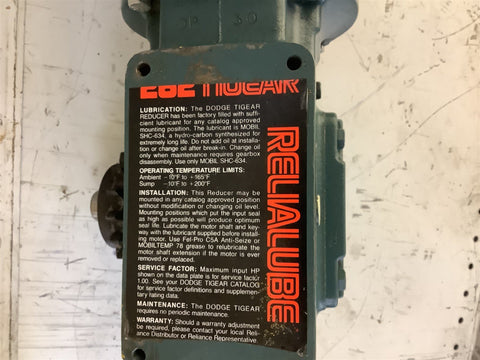 SP 30
262 TIGEAR
RELIALUBE
LUBRICATION: The DODGE TIGEAR
REDUCER has been factory filled with suffi-
cient lubricant for any catalog approved
mounting position. The lubricant is MOBIL
SHC-634, a hydro-carbon synthesized for
extremely long life. Do not add oil at installa-
tion or change oil after break-in. Change oil
only when maintenance requires gearbox
disassembly. Use only MOBIL SHC-634.
OPERATING TEMPERATURE LIMITS:
Ambient -10°F to +165°F
Sump -10°F to +200°F
INSTALLATION: This Reducer may be
mounted in any catalog approved position
without modification or changing oil level.
Mounting positions which put the input seal
as high as possible will produce optimum
seal life. Lubricate the motor shaft and key-
way with the lubricant supplied before install-
ing motor. Use Fel-Pro C5A Anti-Seize or
MOBILTEMP 78 grease to relubricate the
motor shaft extension if the motor is ever
removed or replaced.
SERVICE FACTOR: Maximum input HP
shown on the data plate is for service factor
1.00. See your DODGE TIGEAR CATALOG
for service factor definitions and supplemen-
tary rating data.
MAINTENANCE: The DODGE TIGEAR
requires no periodic maintenance.
WARRANTY: Should a warranty adjustment
be required, please contact your local Reli-
ance Distributor or Reliance Representative.